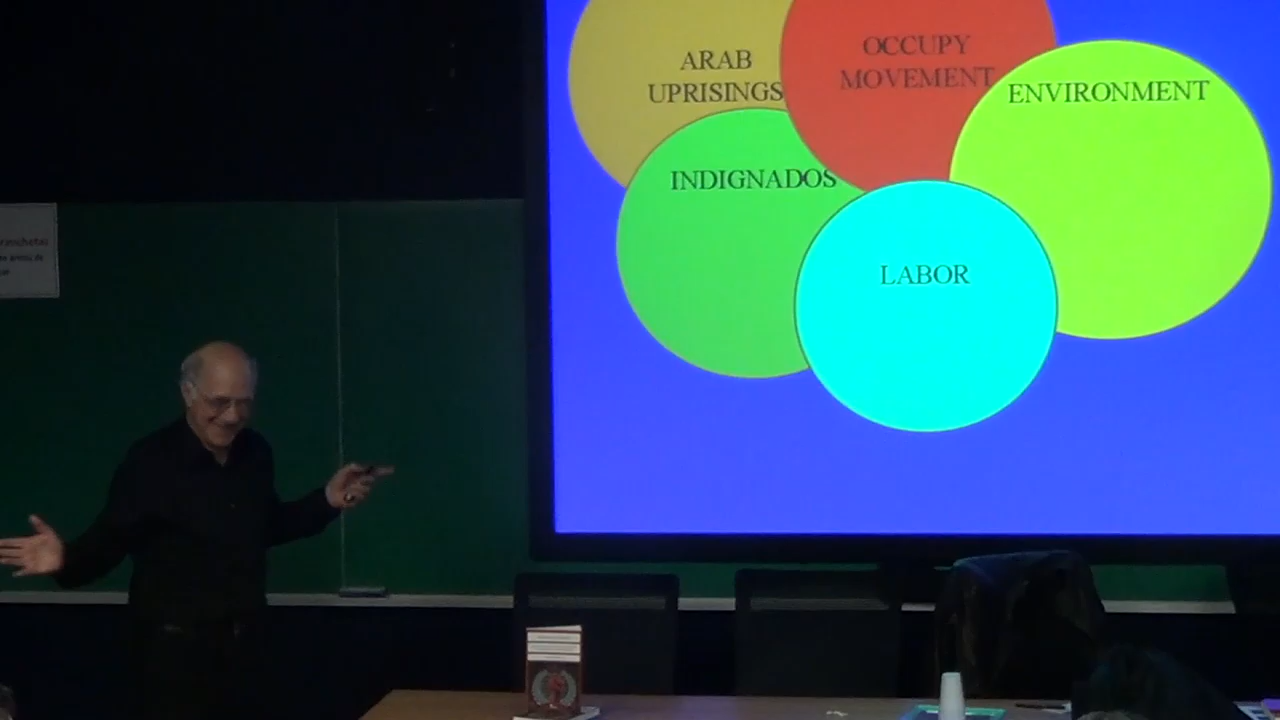 ARAB
UPRISINGS
OCCUPY
MOVEMENT
ENVIRONMENT
INDIGNADOS
LABOR